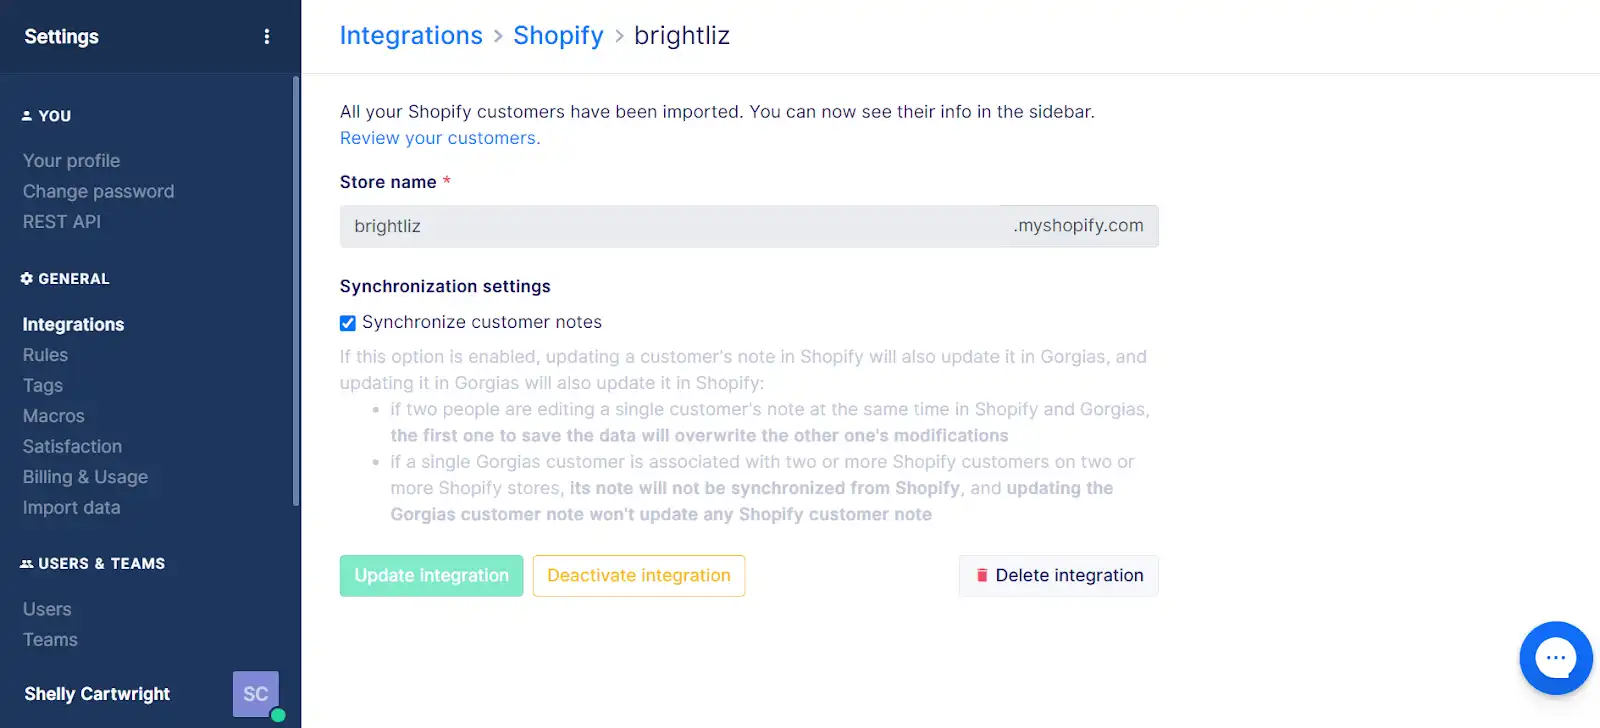 Settings
YOU
Your profile
Change password
REST API
GENERAL
Integrations
Rules
Tags
Macros
Satisfaction
Billing & Usage
Import data
USERS & TEAMS
Users
Teams
Shelly Cartwright
SC
Integrations > Shopify > brightliz
All your Shopify customers have been imported. You can now see their info in the sidebar.
Review your customers.
Store name *
brightliz .myshopify.com
Synchronization settings
Synchronize customer notes
If this option is enabled, updating a customer's note in Shopify will also update it in Gorgias, and
updating it in Gorgias will also update it in Shopify:
• if two people are editing a single customer's note at the same time in Shopify and Gorgias,
the first one to save the data will overwrite the other one's modifications
• if a single Gorgias customer is associated with two or more Shopify customers on two or
more Shopify stores, its note will not be synchronized from Shopify, and updating the
Gorgias customer note won't update any Shopify customer note
Update integration Deactivate integration Delete integration